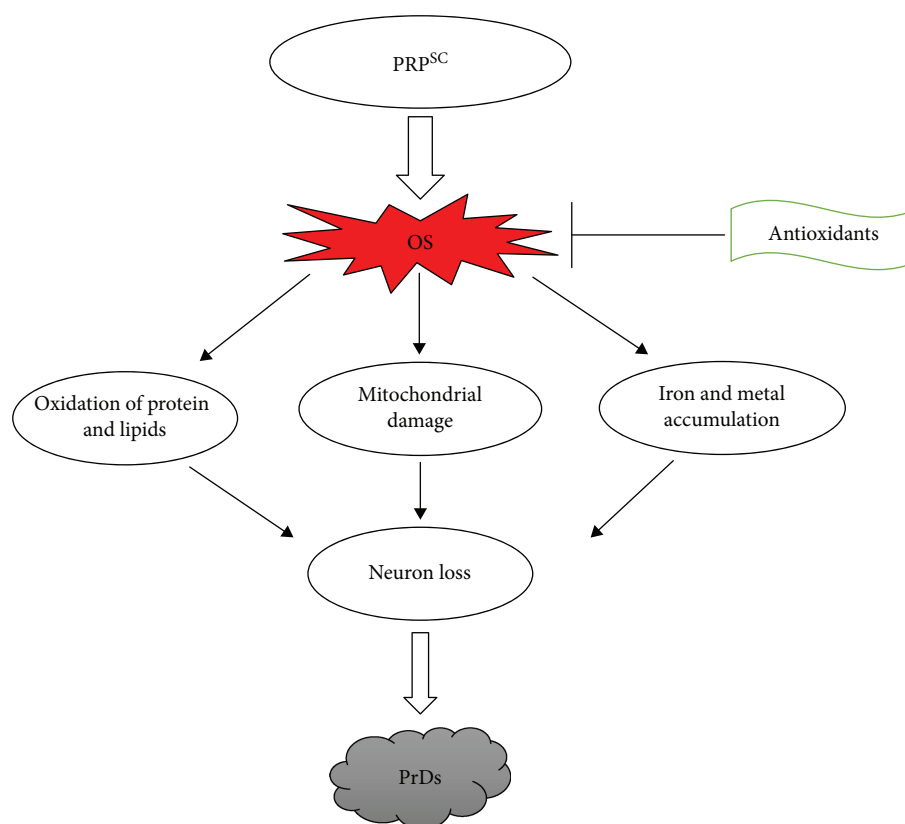 PRP^SC
OS
Antioxidants
Oxidation of protein
and lipids
Mitochondrial
damage
Iron and metal
accumulation
Neuron loss
PrDs